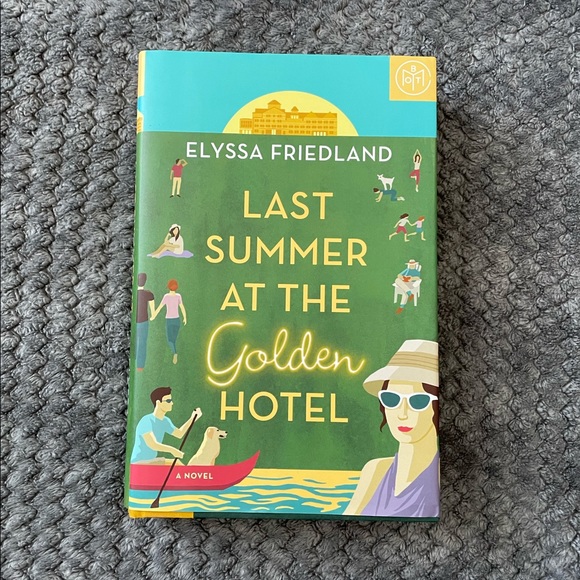 B
O T
M
ELYSSA FRIEDLAND
LAST
SUMMER
AT THE
Golden
HOTEL
A NOVEL